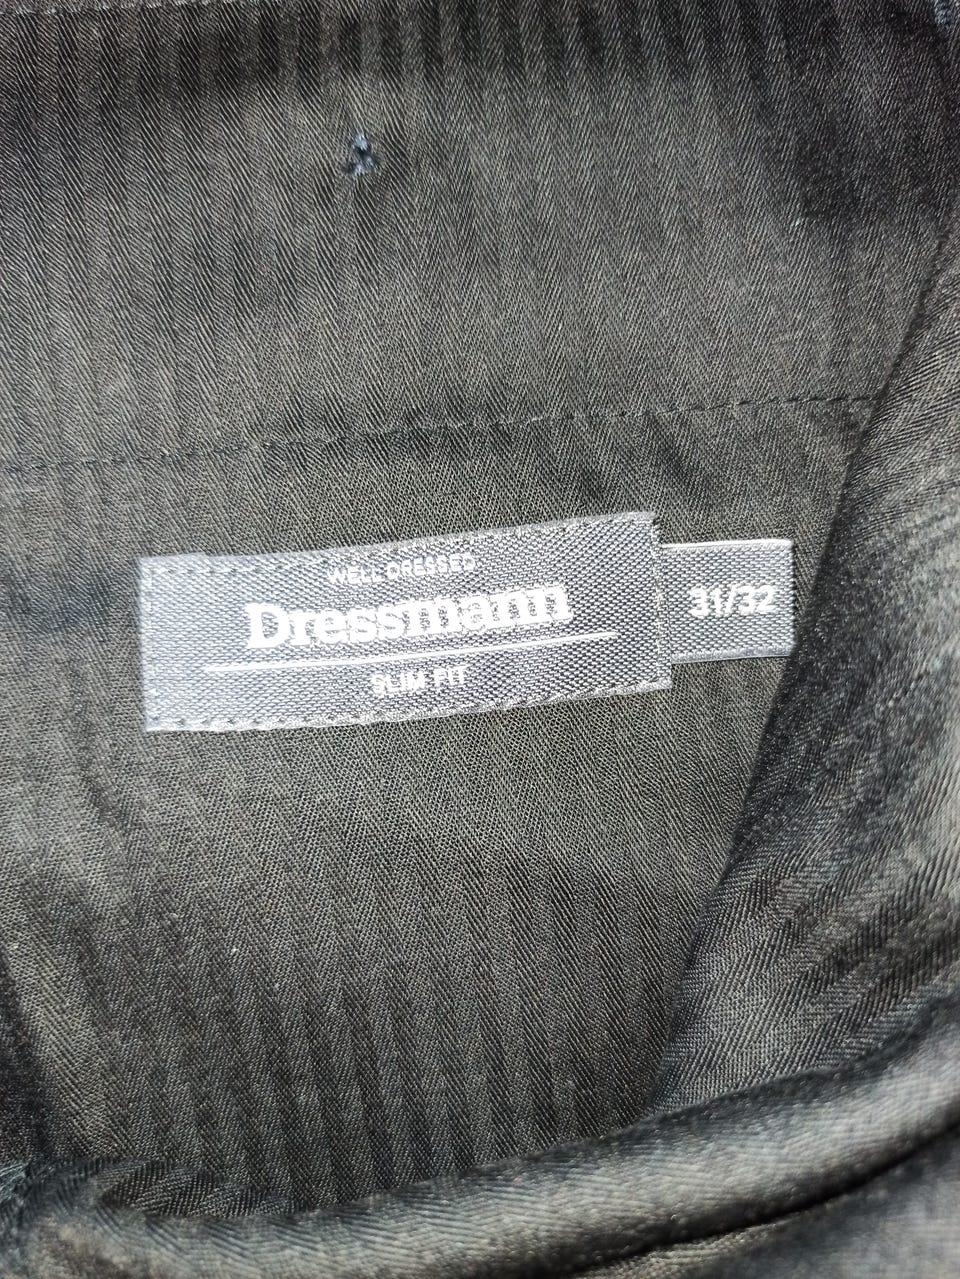 WELL DRESSED
Dressmann
SLIM FIT
31/32